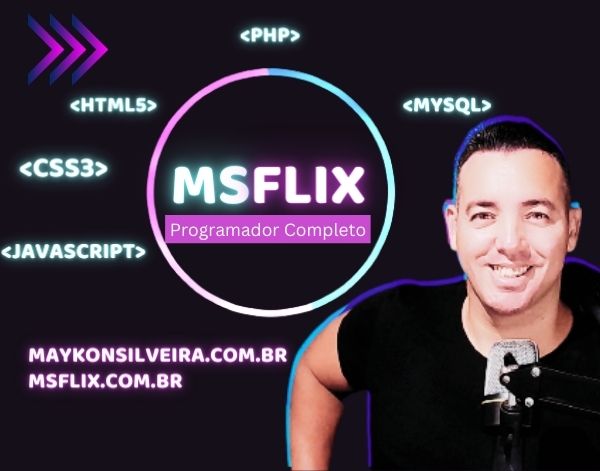 <PHP>
<HTML5>
<MYSQL>
<CSS3>
MSFLIX
Programador Completo
<JAVASCRIPT>
MAYKONSILVEIRA.COM.BR
MSFLIX.COM.BR